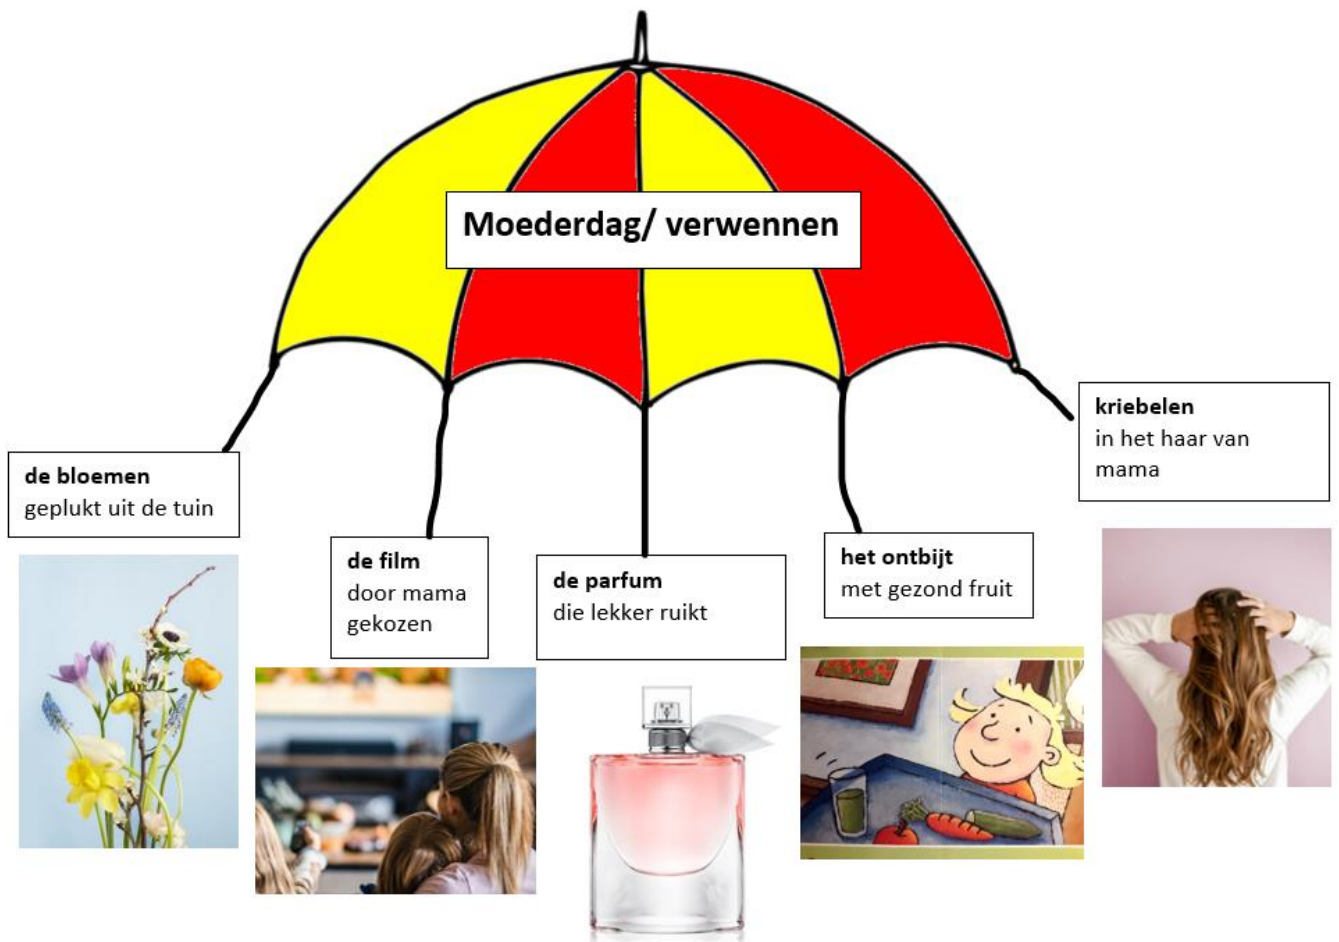 Moederdag/ verwennen
de bloemen
geplukt uit de tuin
de film
door mama
gekozen
de parfum
die lekker ruikt
het ontbijt
met gezond fruit
kriebelen
in het haar van
mama